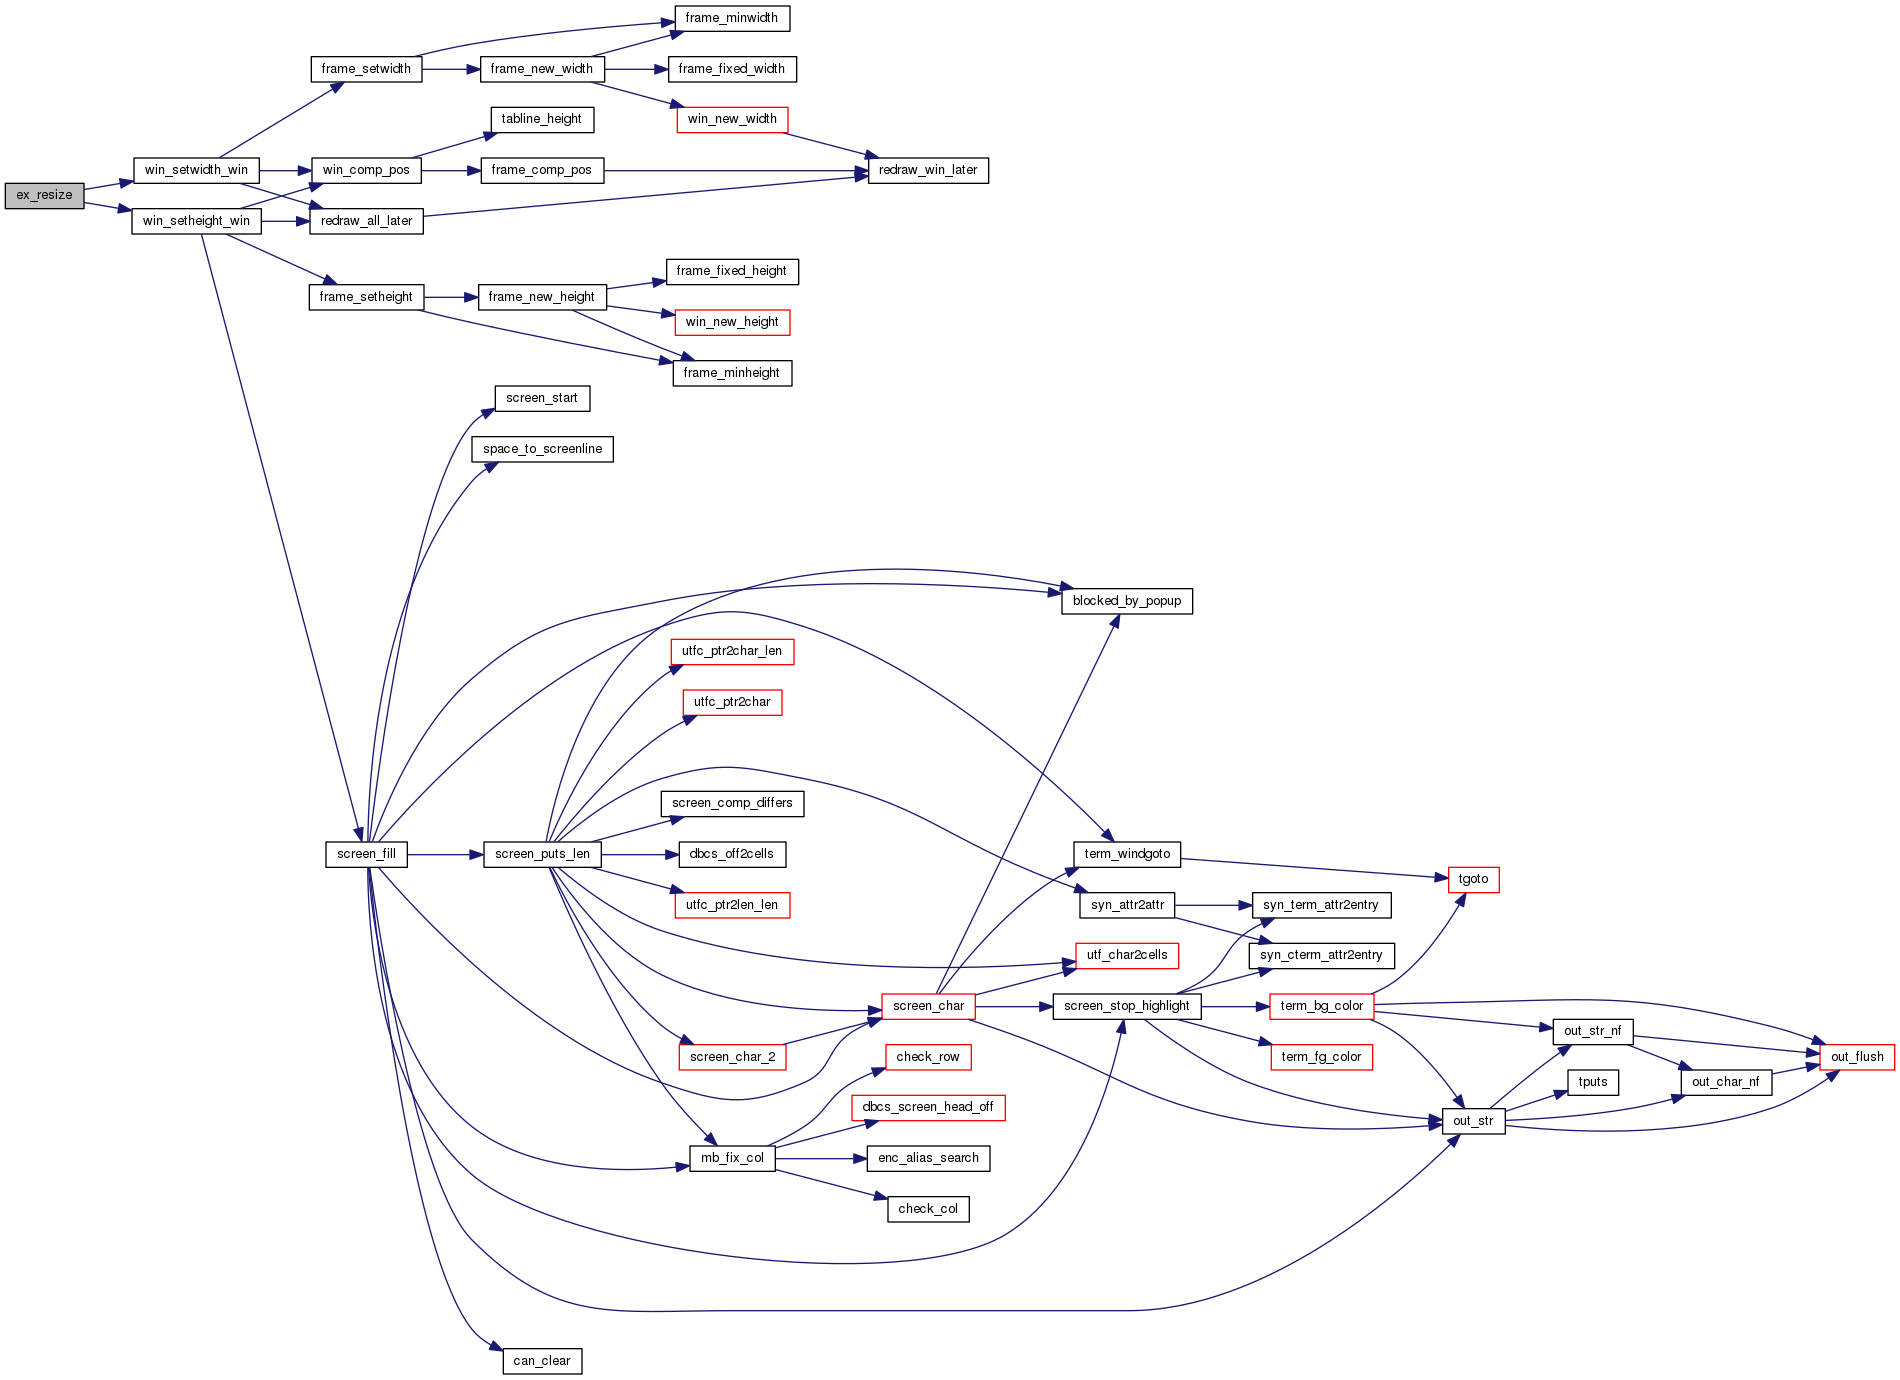 frame_minwidth
frame_setwidth
frame_new_width
frame_fixed_width
tabline_height
win_new_width
win_setwidth_win
win_comp_pos
frame_comp_pos
redraw_win_later
ex_resize
win_setheight_win
redraw_all_later
frame_fixed_height
frame_setheight
frame_new_height
win_new_height
frame_minheight
screen_start
space_to_screenline
blocked_by_popup
utfc_ptr2char_len
utfc_ptr2char
screen_comp_differs
screen_fill
screen_puts_len
dbcs_off2cells
term_windgoto
tgoto
utfc_ptr2len_len
syn_attr2attr
syn_term_attr2entry
utf_char2cells
syn_cterm_attr2entry
screen_char
screen_stop_highlight
term_bg_color
out_str_nf
screen_char_2
check_row
term_fg_color
out_flush
tputs
out_char_nf
dbcs_screen_head_off
out_str
mb_fix_col
enc_alias_search
check_col
can_clear